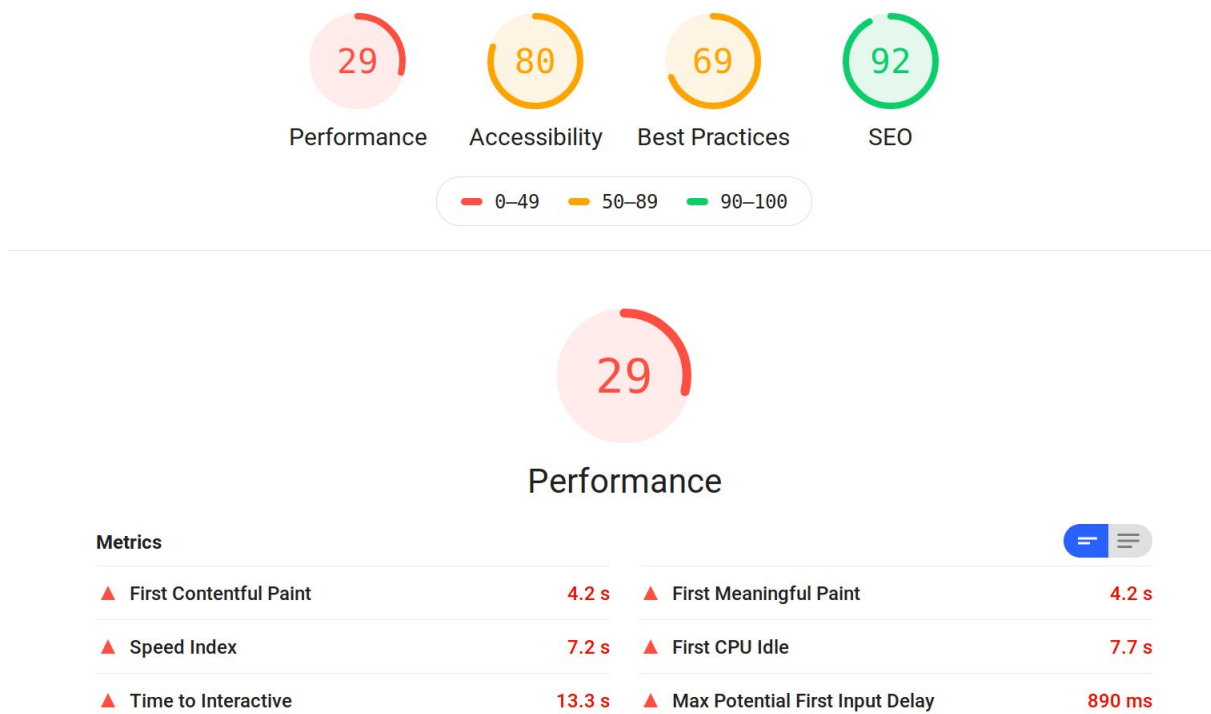 29 80 69 92
Performance Accessibility Best Practices SEO
0–49 50–89 90–100
29
Performance
Metrics
First Contentful Paint 4.2 s First Meaningful Paint 4.2 s
Speed Index 7.2 s First CPU Idle 7.7 s
Time to Interactive 13.3 s Max Potential First Input Delay 890 ms